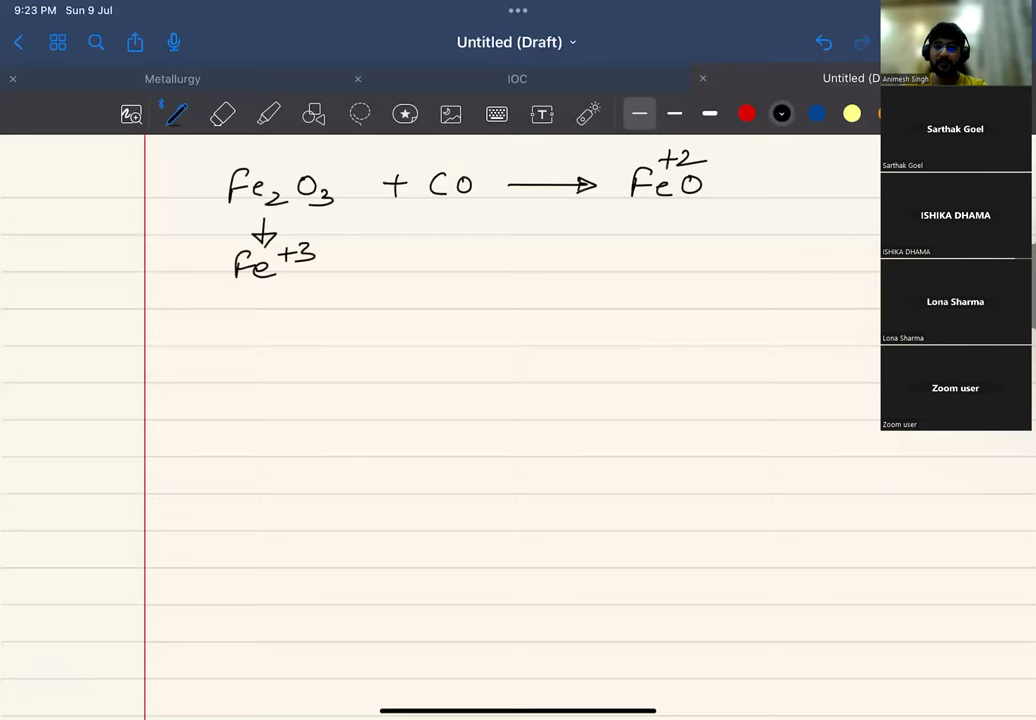 9:23 PM Sun 9 Jul
Untitled (Draft)
Metallurgy
IOC
Untitled (D
Animesh Singh
Sarthak Goel
Sarthak Goel
ISHIKA DHAMA
ISHIKA DHAMA
Lona Sharma
Lona Sharma
Zoom user
Zoom user
Fe₂O₃ + CO ⟶ Fe⁺²O
↓
Fe⁺³